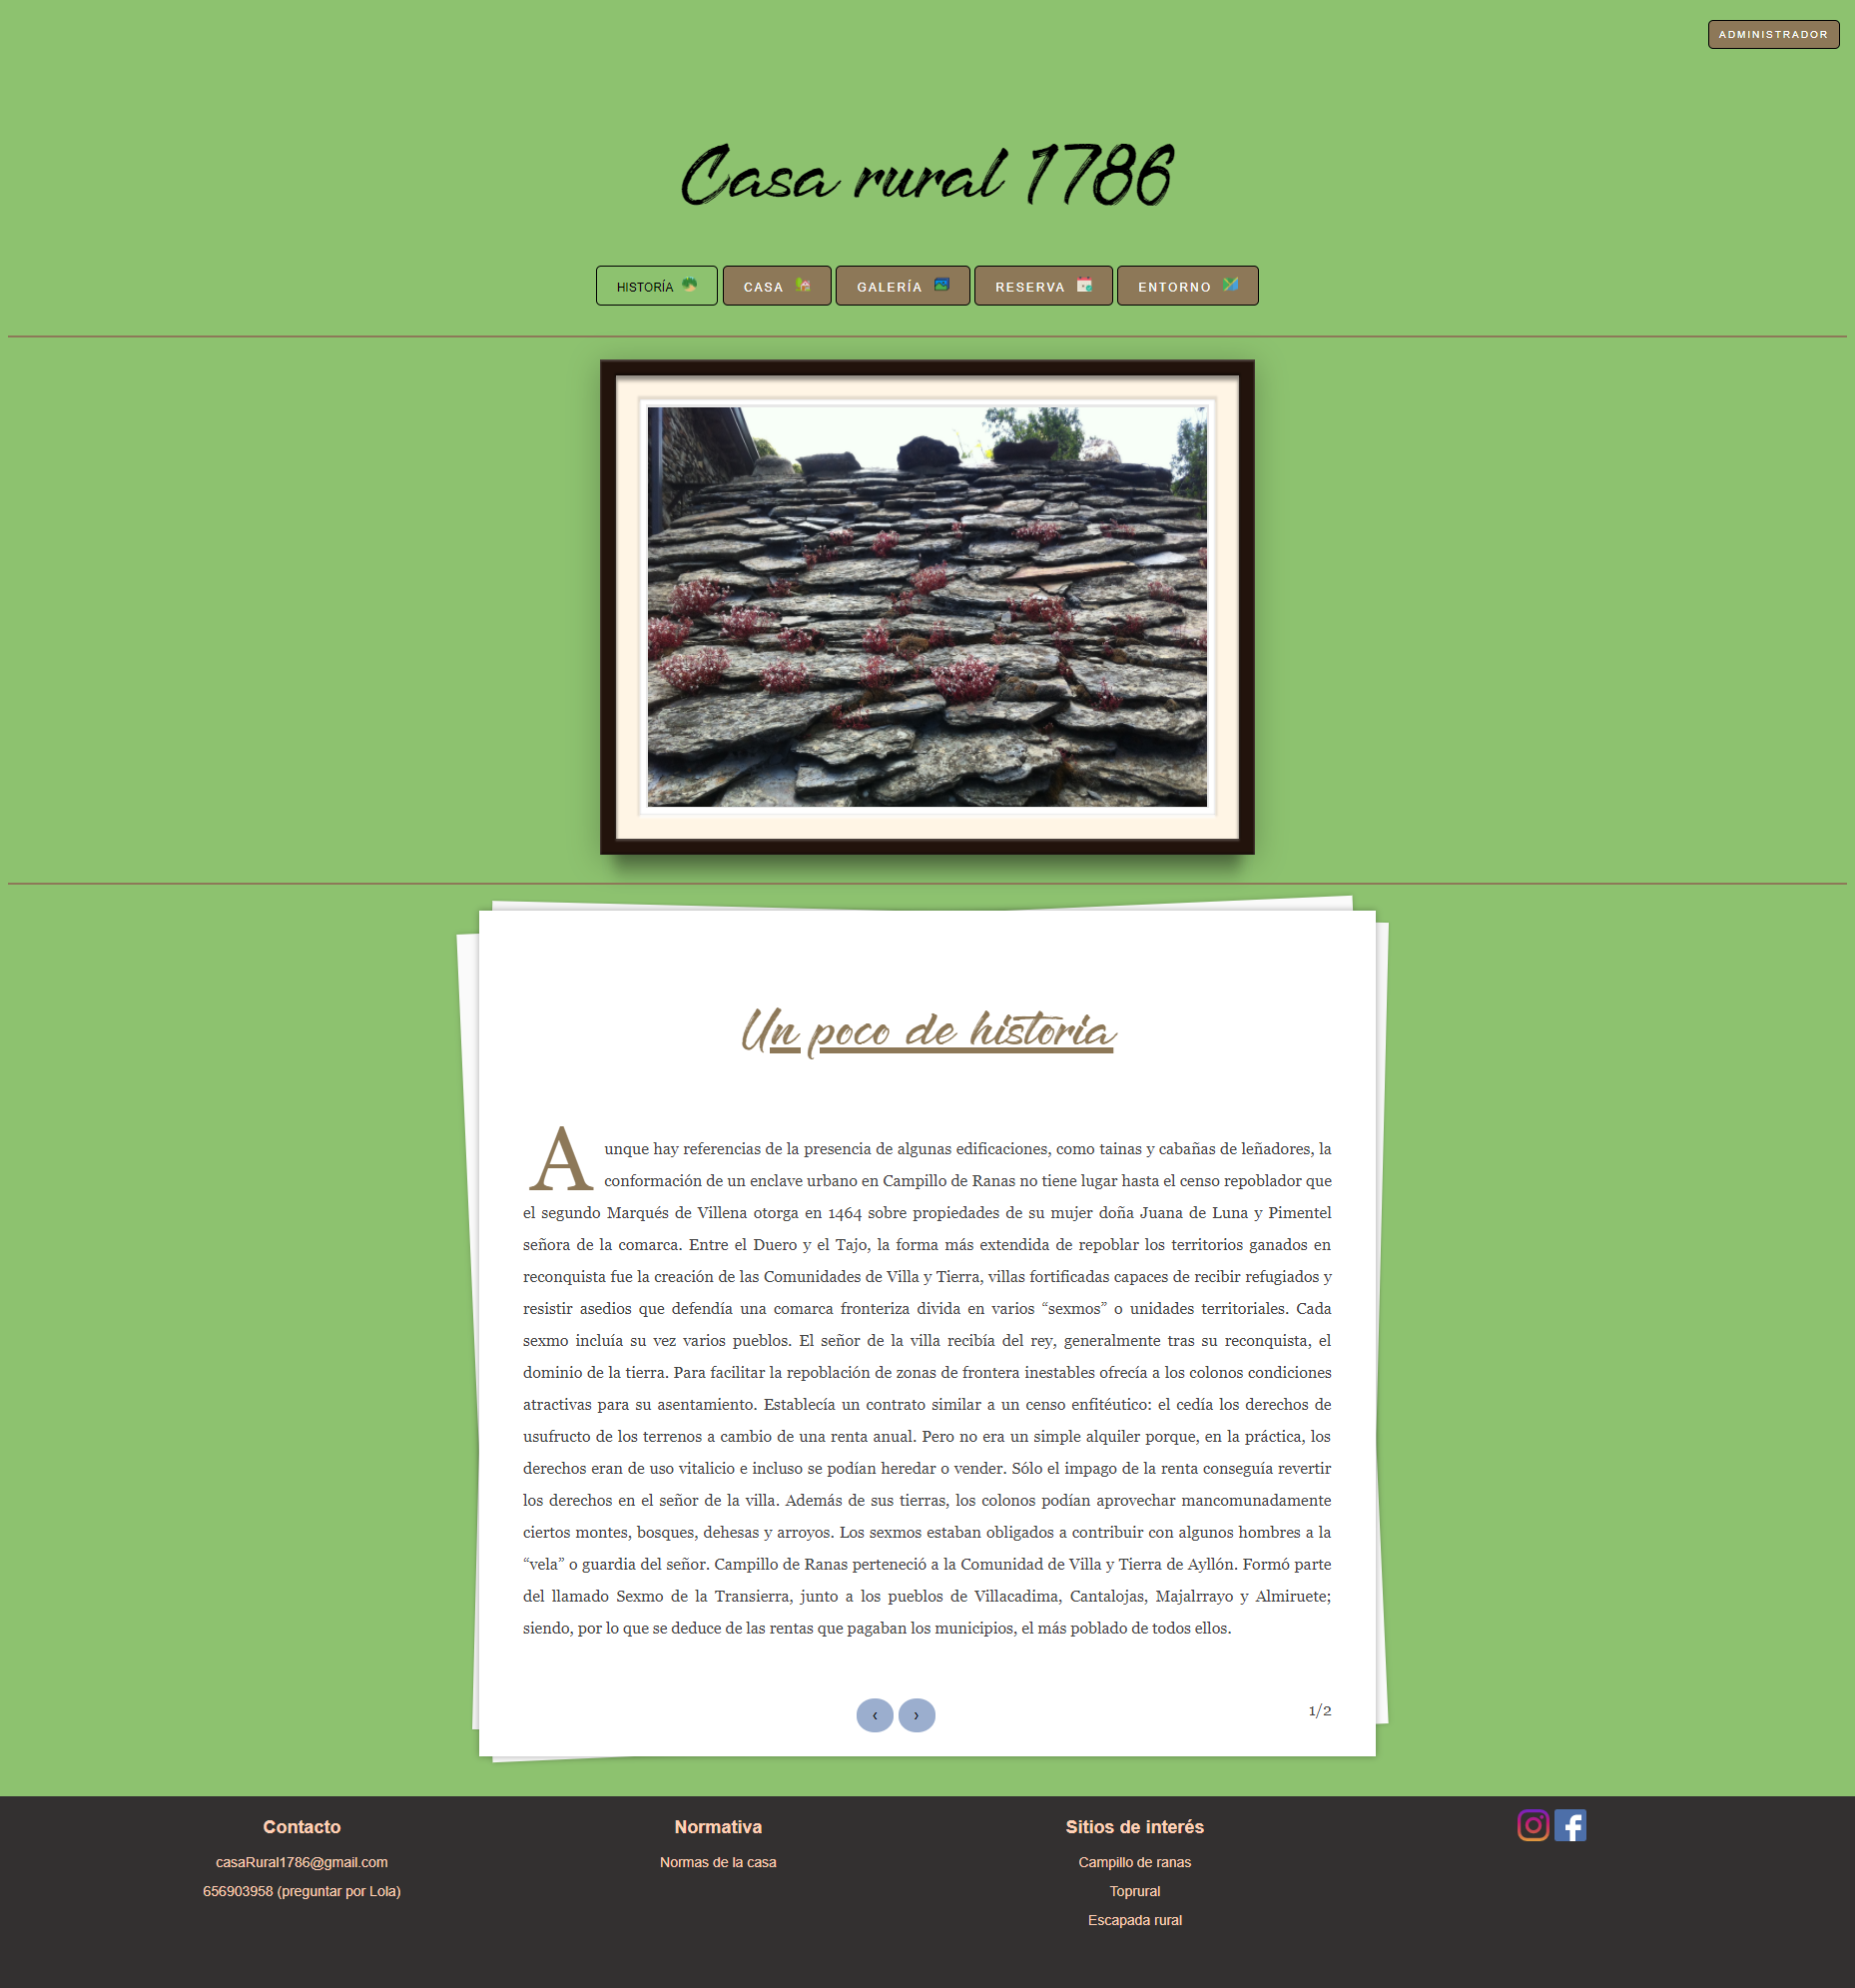 ADMINISTRADOR
Casa rural 1786
HISTORÍA
CASA
GALERÍA
RESERVA
ENTORNO
Un poco de historia
Aunque hay referencias de la presencia de algunas edificaciones, como tainas y cabañas de leñadores, la
conformación de un enclave urbano en Campillo de Ranas no tiene lugar hasta el censo repoblador que
el segundo Marqués de Villena otorga en 1464 sobre propiedades de su mujer doña Juana de Luna y Pimentel
señora de la comarca. Entre el Duero y el Tajo, la forma más extendida de repoblar los territorios ganados en
reconquista fue la creación de las Comunidades de Villa y Tierra, villas fortificadas capaces de recibir refugiados y
resistir asedios que defendía una comarca fronteriza divida en varios “sexmos” o unidades territoriales. Cada
sexmo incluía su vez varios pueblos. El señor de la villa recibía del rey, generalmente tras su reconquista, el
dominio de la tierra. Para facilitar la repoblación de zonas de frontera inestables ofrecía a los colonos condiciones
atractivas para su asentamiento. Establecía un contrato similar a un censo enfitéutico: el cedía los derechos de
usufructo de los terrenos a cambio de una renta anual. Pero no era un simple alquiler porque, en la práctica, los
derechos eran de uso vitalicio e incluso se podían heredar o vender. Sólo el impago de la renta conseguía revertir
los derechos en el señor de la villa. Además de sus tierras, los colonos podían aprovechar mancomunadamente
ciertos montes, bosques, dehesas y arroyos. Los sexmos estaban obligados a contribuir con algunos hombres a la
“vela” o guardia del señor. Campillo de Ranas perteneció a la Comunidad de Villa y Tierra de Ayllón. Formó parte
del llamado Sexmo de la Transierra, junto a los pueblos de Villacadima, Cantalojas, Majalrrayo y Almiruete;
siendo, por lo que se deduce de las rentas que pagaban los municipios, el más poblado de todos ellos.
‹ ›
1/2
Contacto
casaRural1786@gmail.com
656903958 (preguntar por Lola)
Normativa
Normas de la casa
Sitios de interés
Campillo de ranas
Toprural
Escapada rural